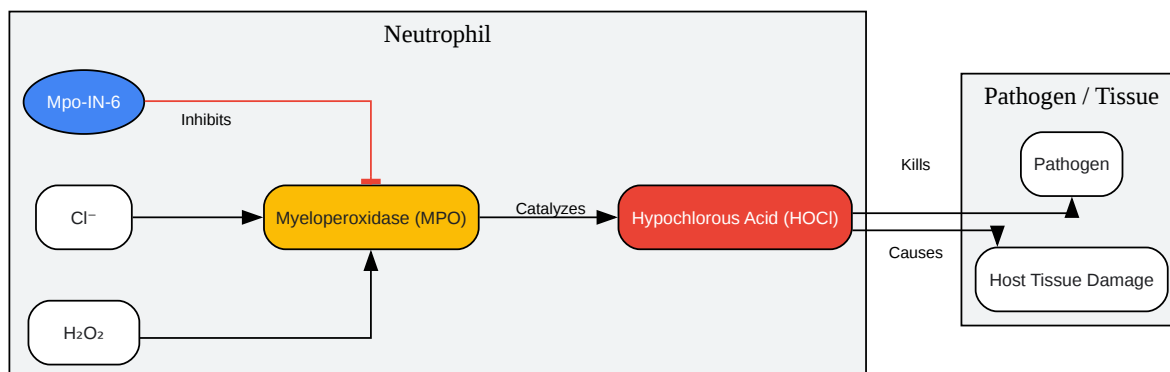 Neutrophil
Mpo-IN-6
Inhibits
Pathogen / Tissue
Kills
Pathogen
Cl⁻
Myeloperoxidase (MPO)
Catalyzes
Hypochlorous Acid (HOCl)
Causes
Host Tissue Damage
H₂O₂